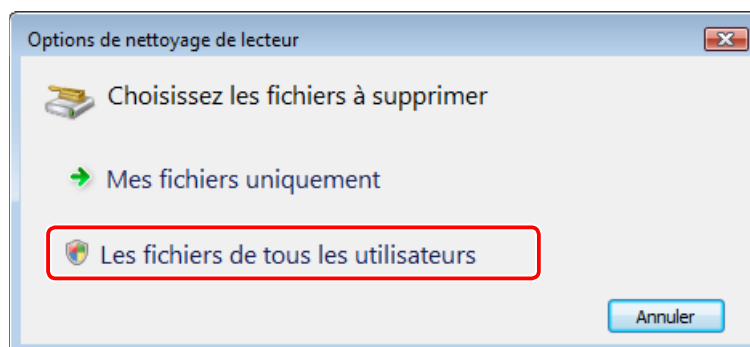 Options de nettoyage de lecteur
Choisissez les fichiers à supprimer
Mes fichiers uniquement
Les fichiers de tous les utilisateurs
Annuler